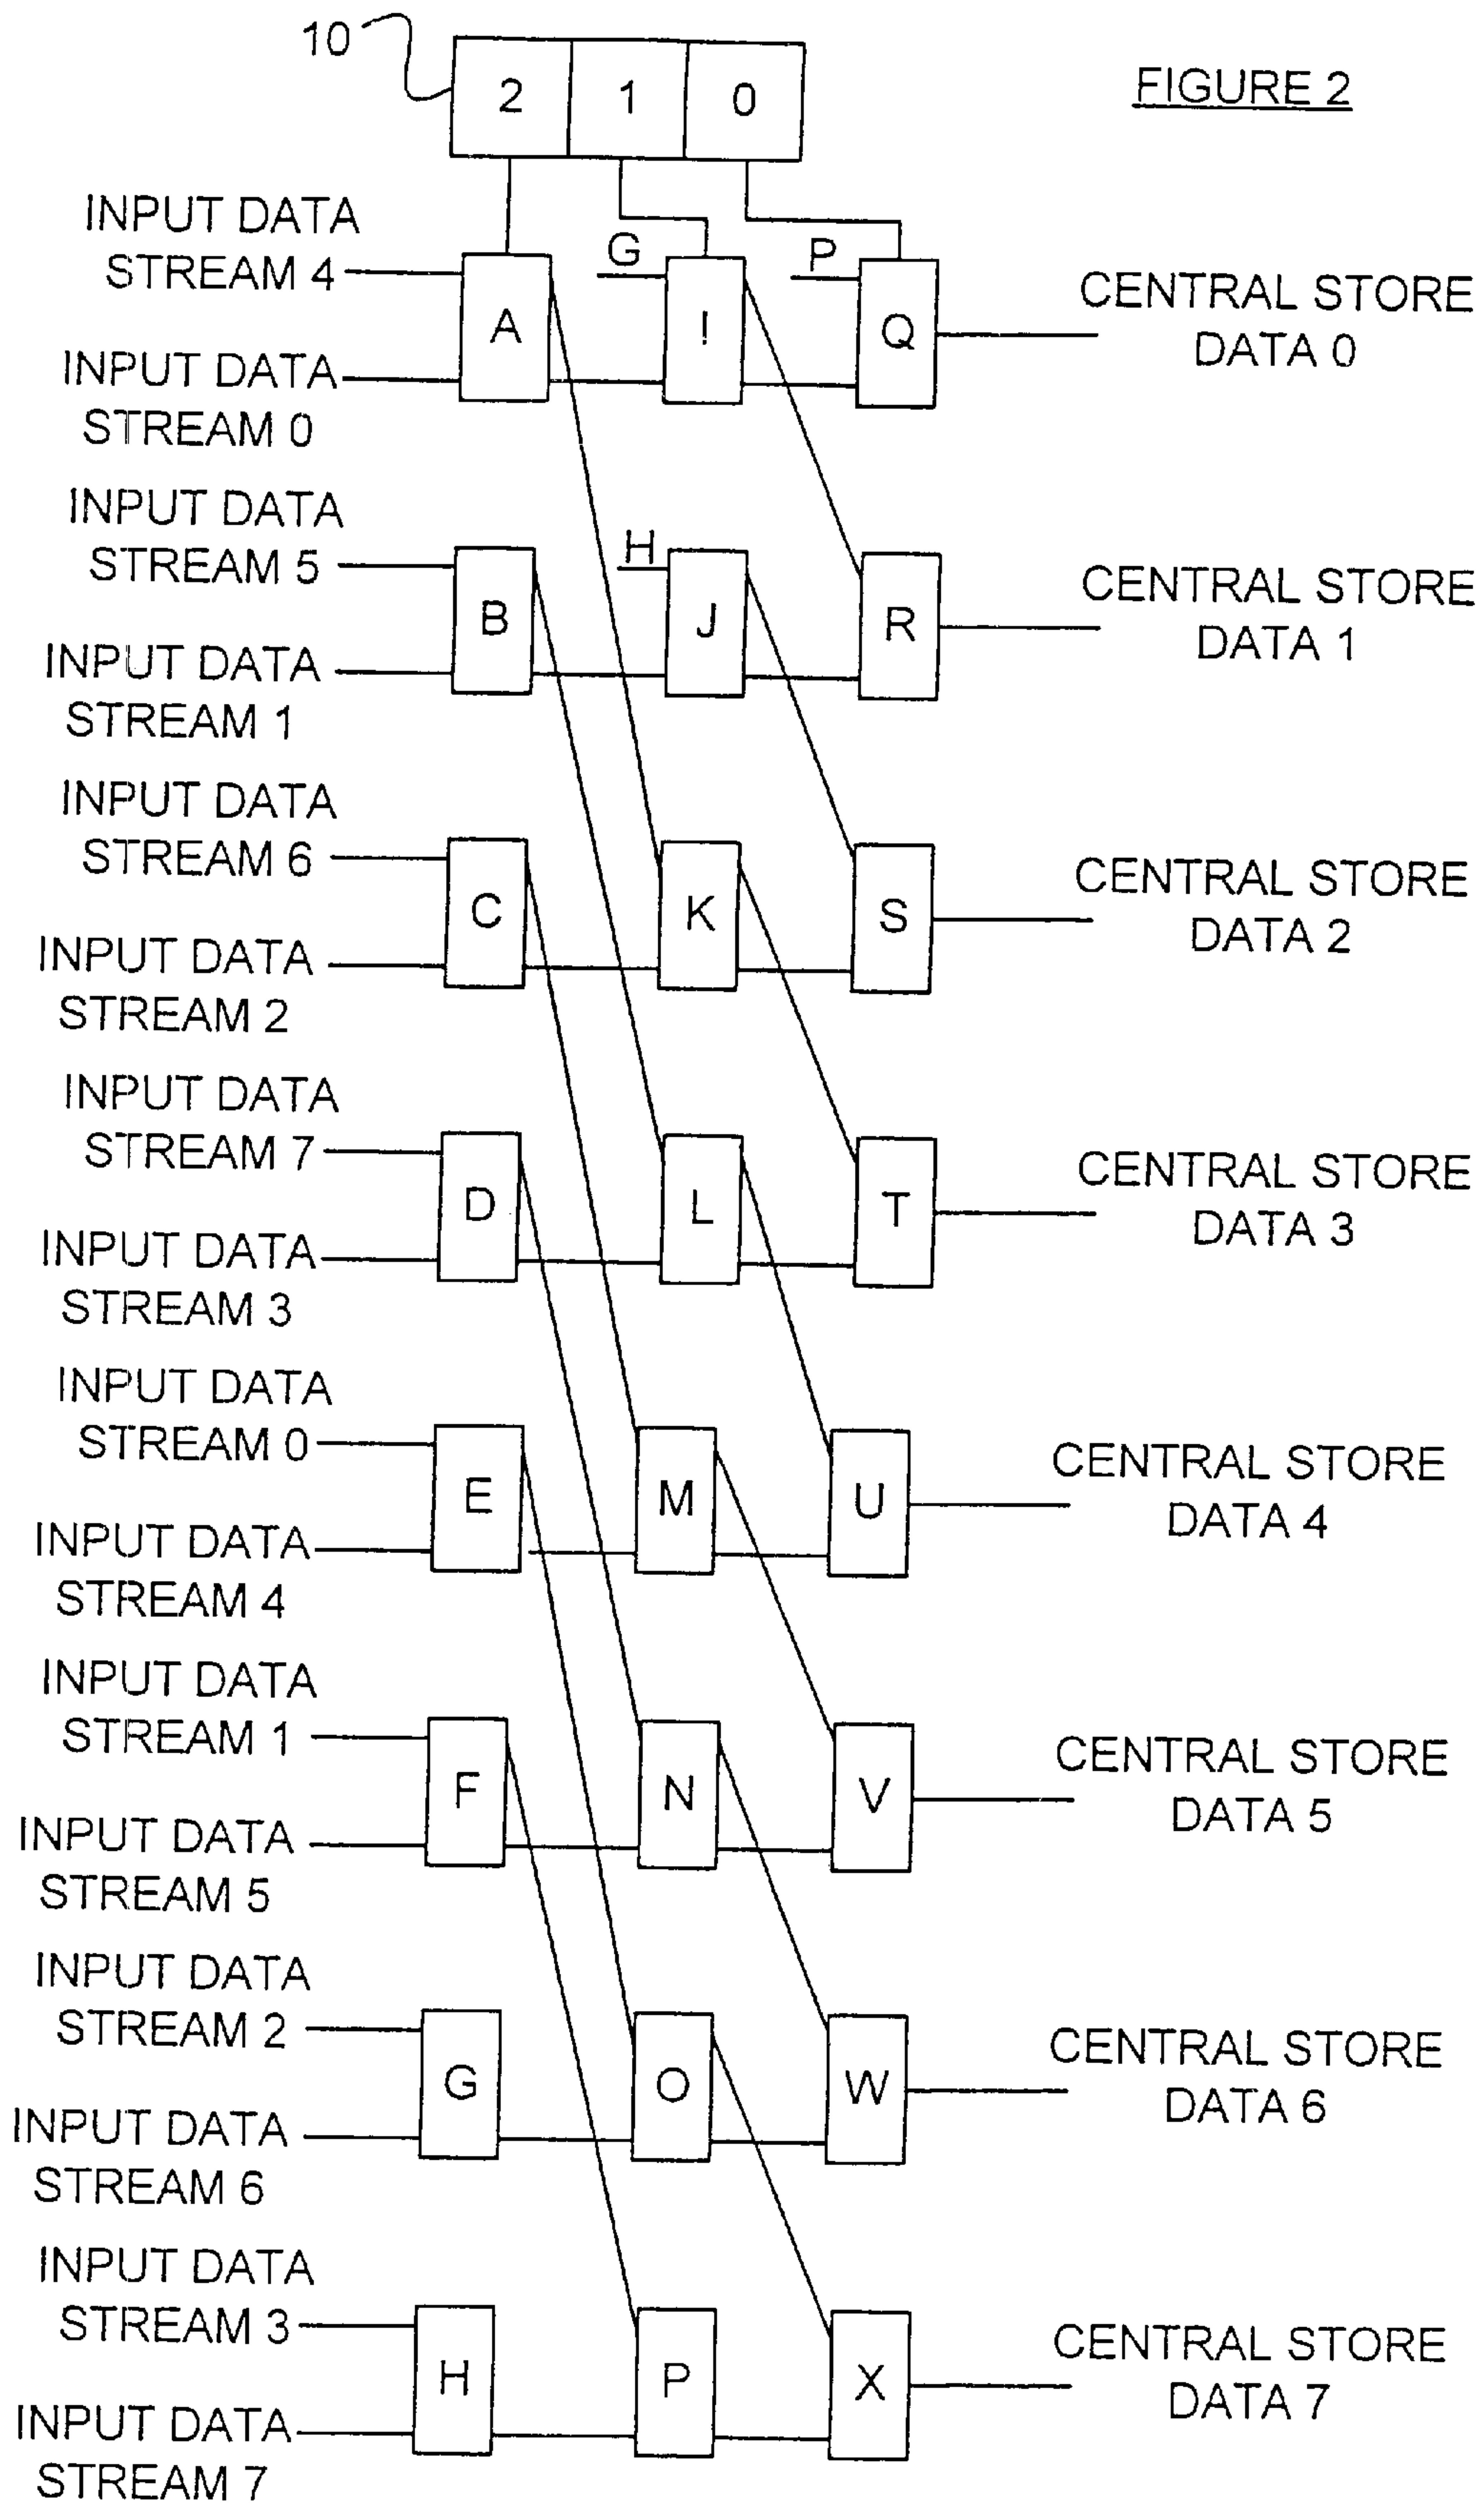 10
2 1 0
FIGURE 2
INPUT DATA
STREAM 4
G
P
A
!
Q
CENTRAL STORE
DATA 0
INPUT DATA
STREAM 0
INPUT DATA
STREAM 5
H
B
J
R
CENTRAL STORE
DATA 1
INPUT DATA
STREAM 1
INPUT DATA
STREAM 6
C
K
S
CENTRAL STORE
DATA 2
INPUT DATA
STREAM 2
INPUT DATA
STREAM 7
D
L
T
CENTRAL STORE
DATA 3
INPUT DATA
STREAM 3
INPUT DATA
STREAM 0
E
M
U
CENTRAL STORE
DATA 4
INPUT DATA
STREAM 4
INPUT DATA
STREAM 1
F
N
V
CENTRAL STORE
DATA 5
INPUT DATA
STREAM 5
INPUT DATA
STREAM 2
G
O
W
CENTRAL STORE
DATA 6
INPUT DATA
STREAM 6
INPUT DATA
STREAM 3
H
P
X
CENTRAL STORE
DATA 7
INPUT DATA
STREAM 7